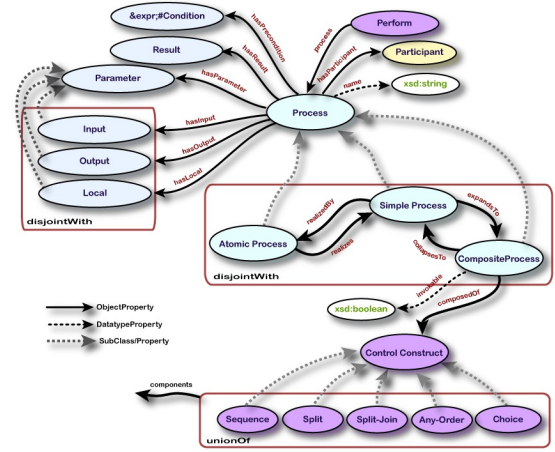 &expr;#Condition
Perform
hasPrecondition
process
Result
hasResult
hasParticipant
Participant
Parameter
hasParameter
name
xsd:string
Process
Input
hasInput
Output
hasOutput
Local
hasLocal
disjointWith
Simple Process
realizedBy
expandsTo
Atomic Process
realizes
collapsesTo
CompositeProcess
disjointWith
invokable
composedOf
xsd:boolean
ObjectProperty
DatatypeProperty
SubClass/Property
Control Construct
components
Sequence
Split
Split-Join
Any-Order
Choice
unionOf